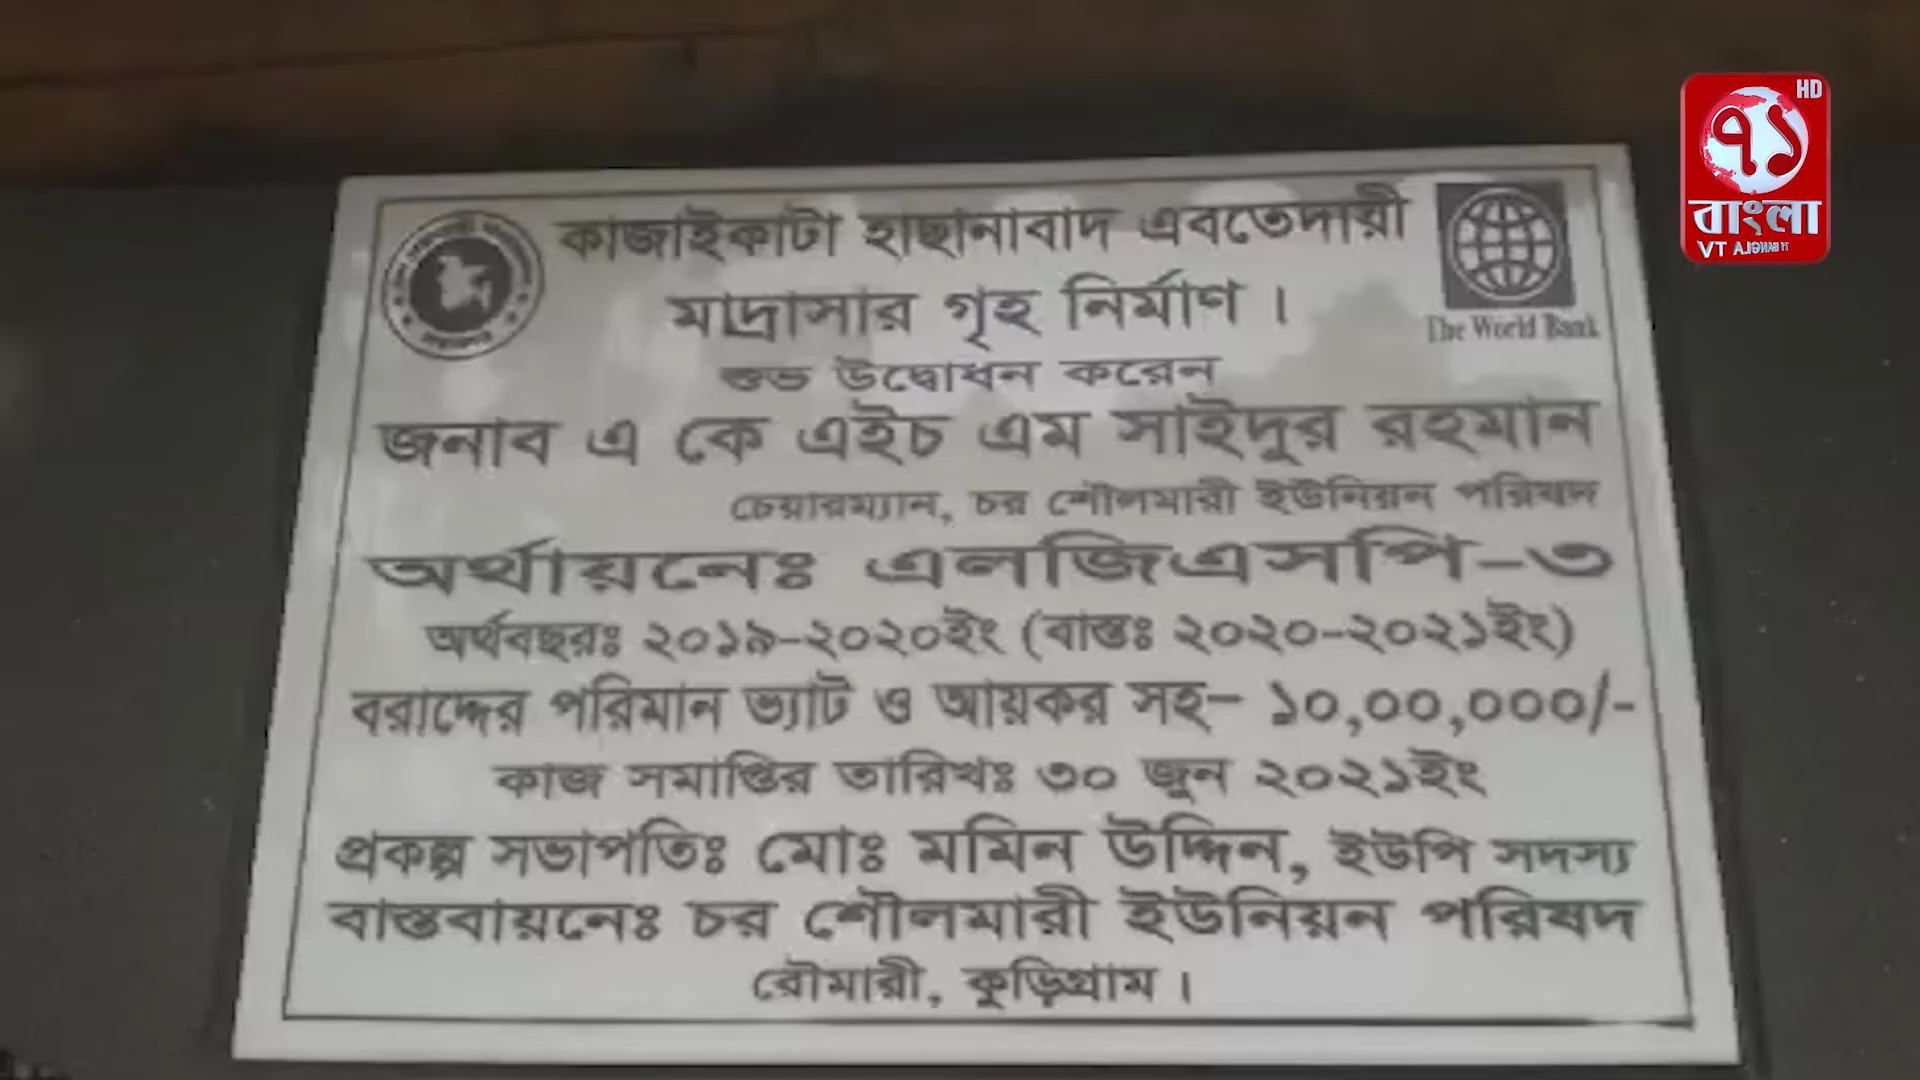 কাজাইকাটা হাছানাবাদ এবতেদায়ী
মাদ্রাসার গৃহ নির্মাণ ।
The World Bank
শুভ উদ্বোধন করেন
জনাব এ কে এইচ এম সাইদুর রহমান
চেয়ারম্যান, চর শৌলমারী ইউনিয়ন পরিষদ
অর্থায়নেঃ এলজিএসপি-৩
অর্থবছরঃ ২০১৯-২০২০ইং (বাস্তঃ ২০২০-২০২১ইং)
বরাদ্দের পরিমান ভ্যাট ও আয়কর সহ- ১০,০০,০০০/-
কাজ সমাপ্তির তারিখঃ ৩০ জুন ২০২১ইং
প্রকল্প সভাপতিঃ মোঃ মমিন উদ্দিন, ইউপি সদস্য
বাস্তবায়নেঃ চর শৌলমারী ইউনিয়ন পরিষদ
রৌমারী, কুড়িগ্রাম ।
HD
৭১
বাংলা